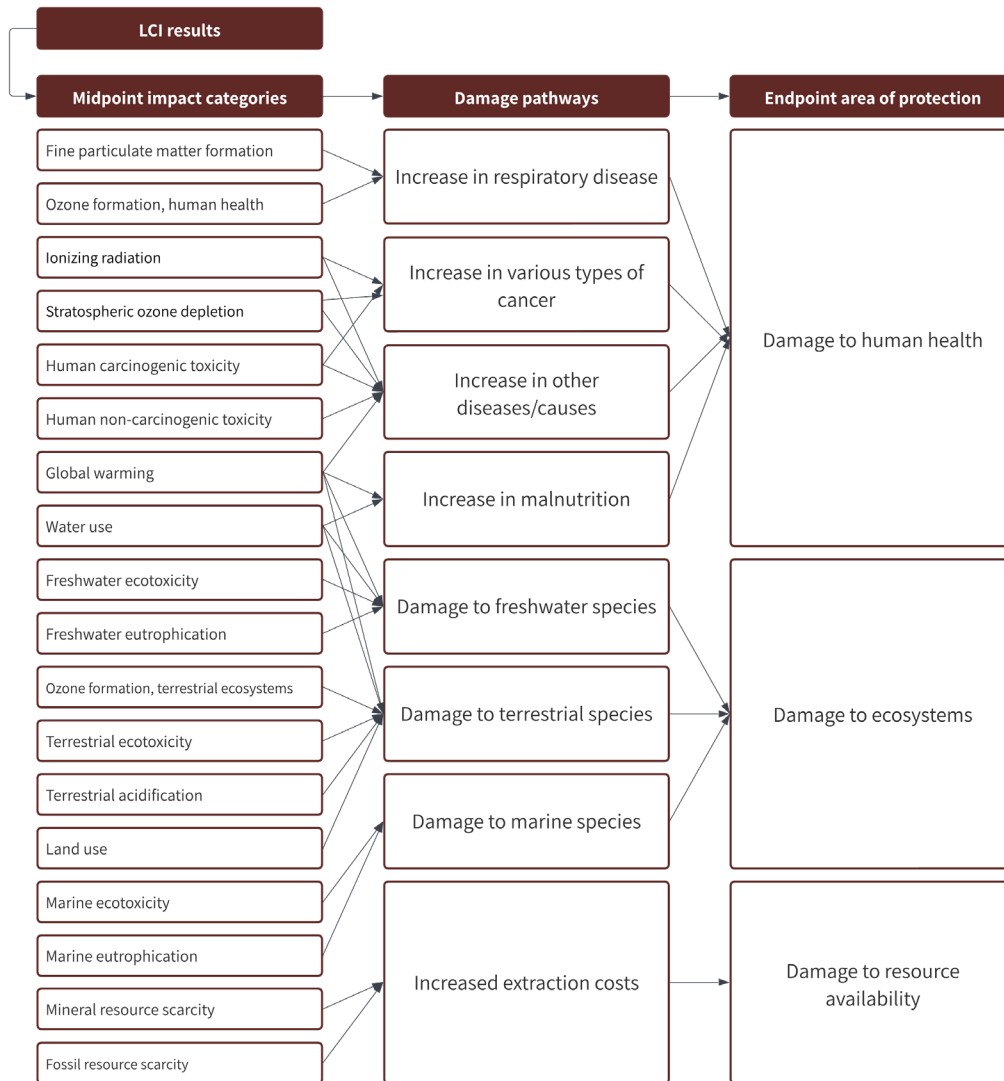 LCI results
Midpoint impact categories
Damage pathways
Endpoint area of protection
Fine particulate matter formation
Ozone formation, human health
Ionizing radiation
Stratospheric ozone depletion
Human carcinogenic toxicity
Human non-carcinogenic toxicity
Global warming
Water use
Freshwater ecotoxicity
Freshwater eutrophication
Ozone formation, terrestrial ecosystems
Terrestrial ecotoxicity
Terrestrial acidification
Land use
Marine ecotoxicity
Marine eutrophication
Mineral resource scarcity
Fossil resource scarcity
Increase in respiratory disease
Increase in various types of
cancer
Increase in other
diseases/causes
Increase in malnutrition
Damage to freshwater species
Damage to terrestrial species
Damage to marine species
Increased extraction costs
Damage to human health
Damage to ecosystems
Damage to resource
availability